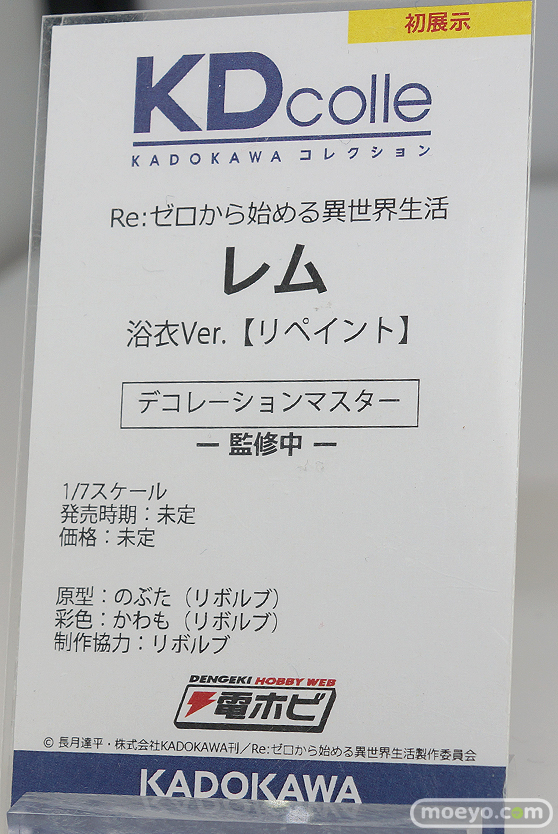 初展示
KDcolle
KADOKAWA コレクション
Re:ゼロから始める異世界生活
レム
浴衣Ver.【リペイント】
デコレーションマスター
― 監修中 ―
1/7スケール
発売時期：未定
価格：未定
原型：のぶた（リボルブ）
彩色：かわも（リボルブ）
制作協力：リボルブ
DENGEKI HOBBY WEB
電ホビ
© 長月達平・株式会社KADOKAWA刊／Re:ゼロから始める異世界生活製作委員会
KADOKAWA
moeyo.com